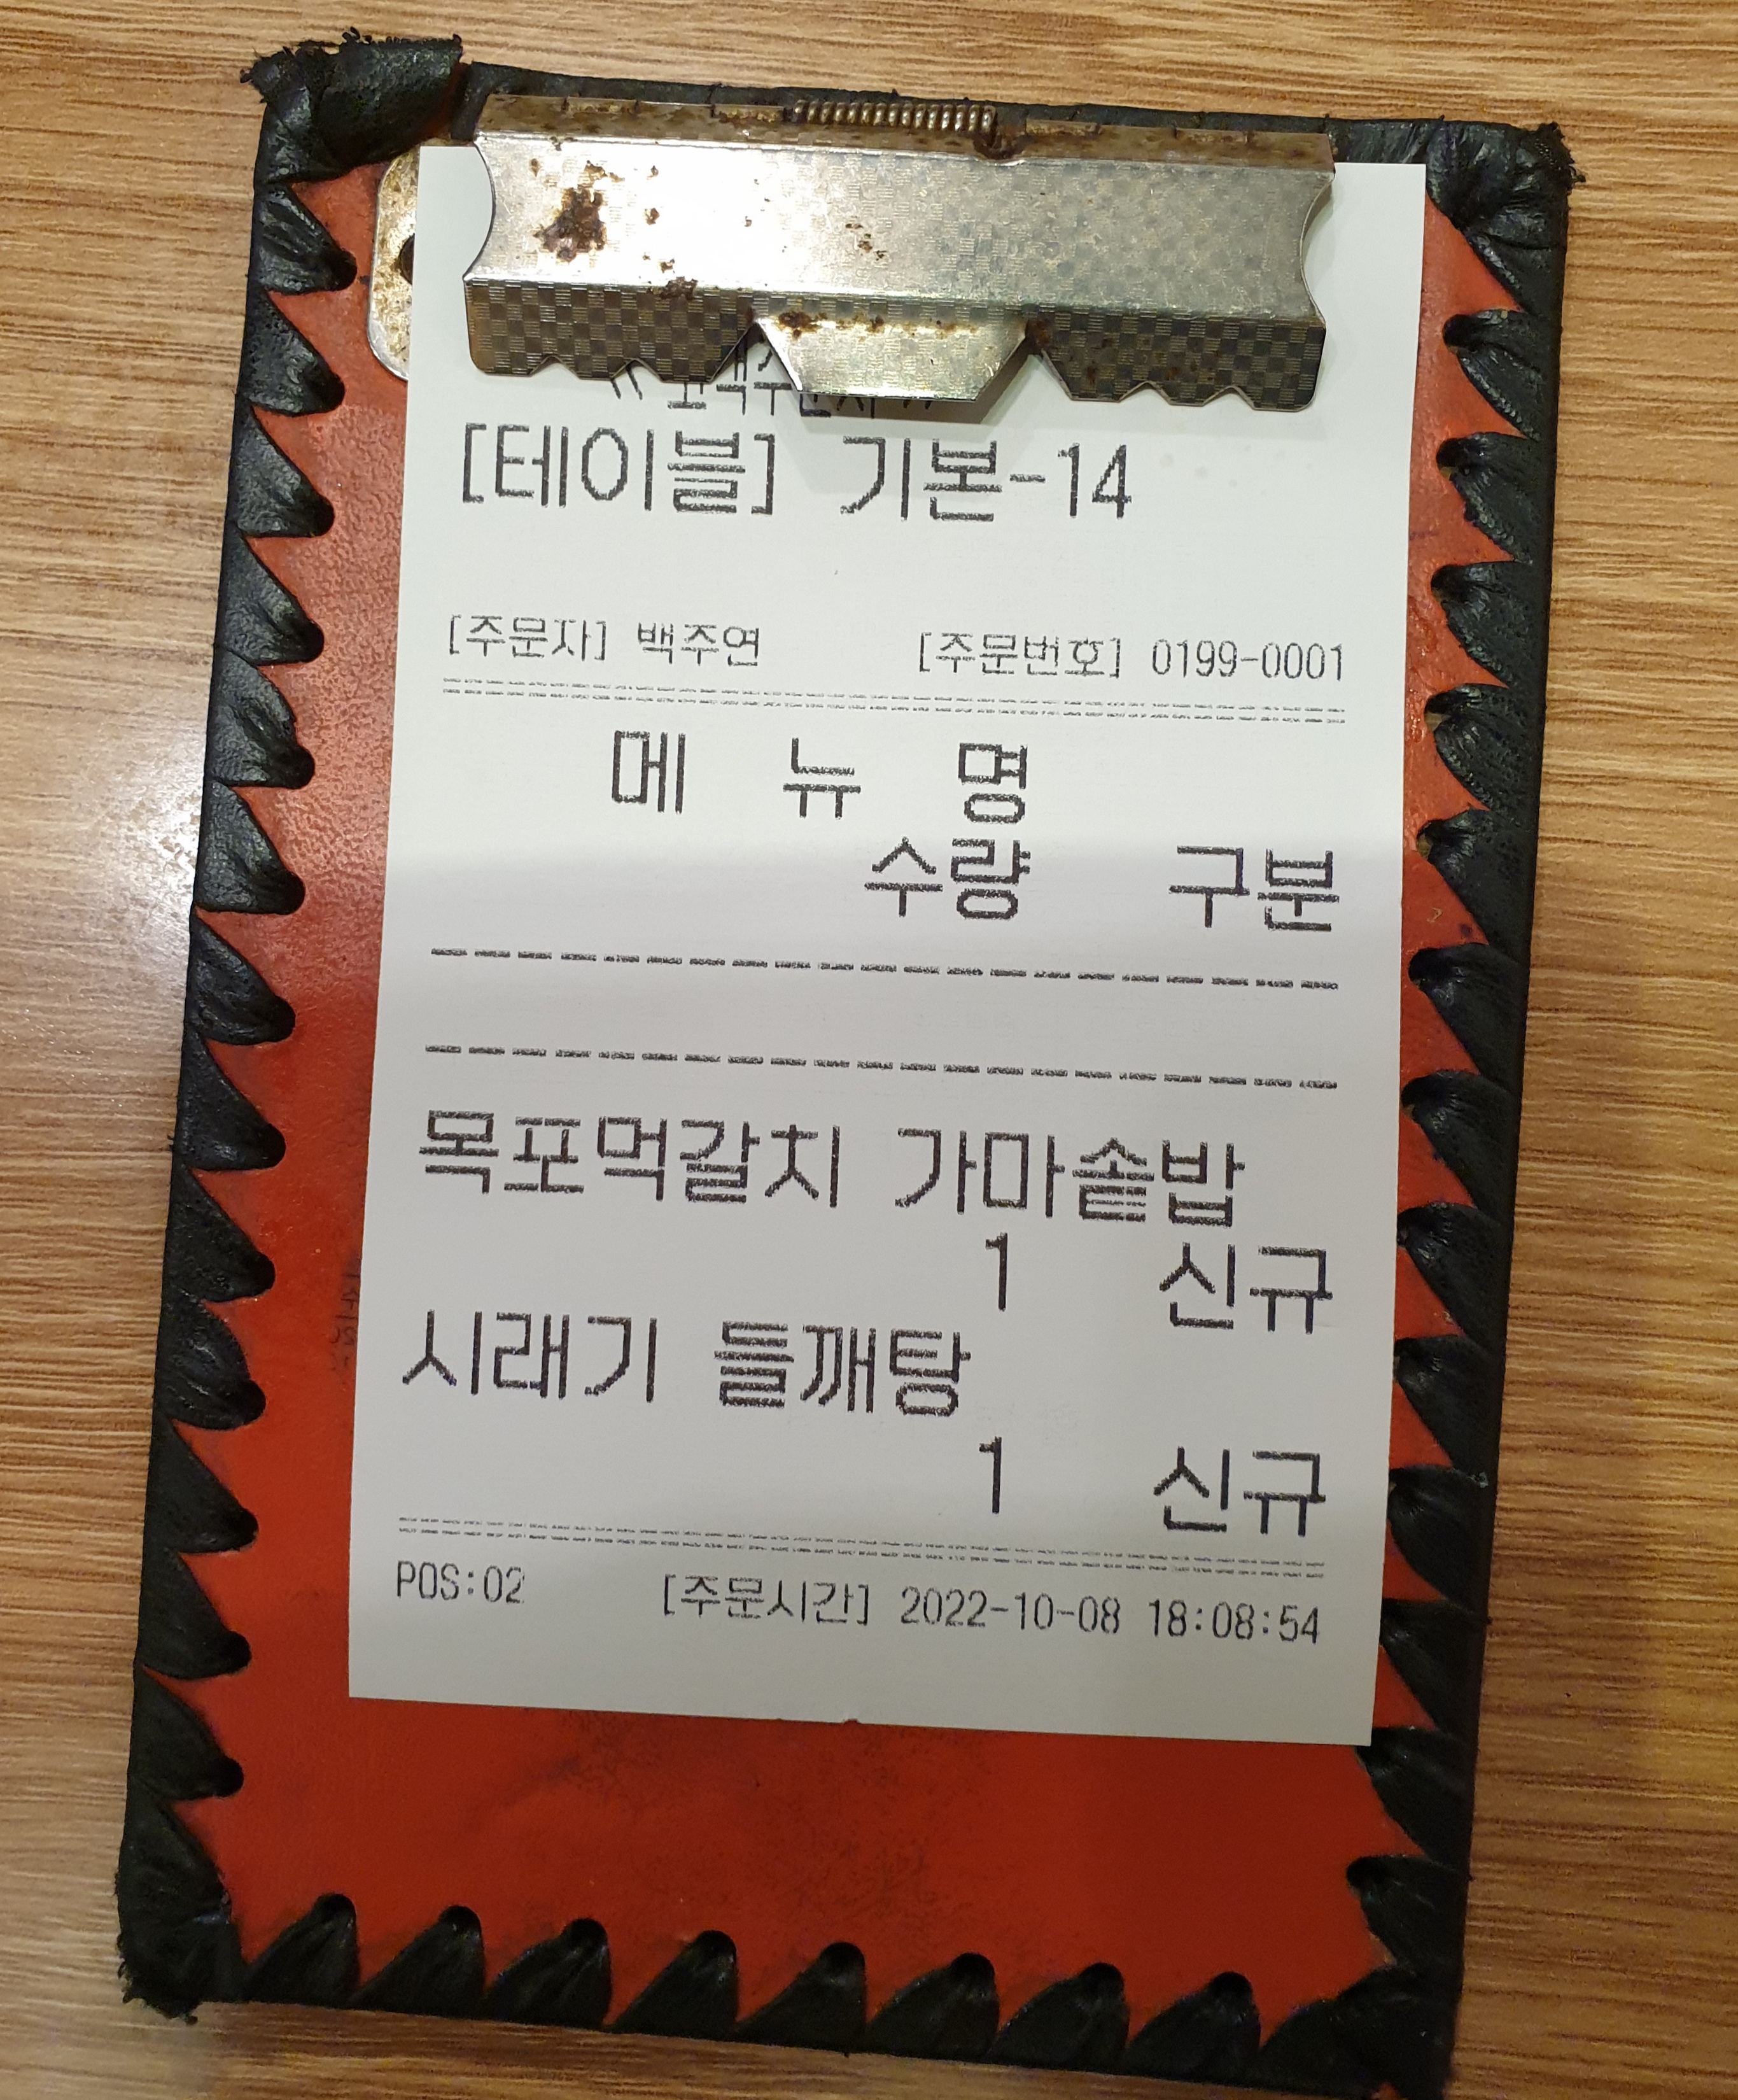 [테이블] 기본-14
[주문자] 백주연 [주문번호] 0199-0001
메 뉴 명
수량 구분
목포먹갈치 가마솥밥
1 신규
시래기 들깨탕
1 신규
POS:02 [주문시간] 2022-10-08 18:08:54